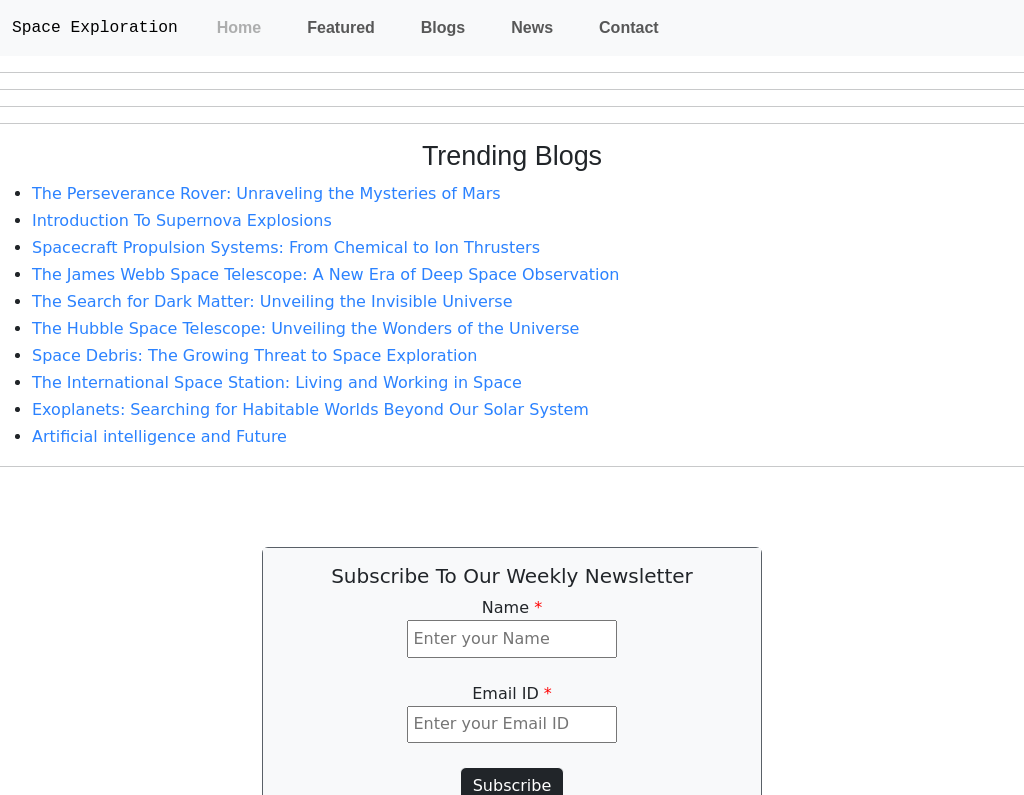 Space Exploration Home Featured Blogs News Contact
Trending Blogs
The Perseverance Rover: Unraveling the Mysteries of Mars
Introduction To Supernova Explosions
Spacecraft Propulsion Systems: From Chemical to Ion Thrusters
The James Webb Space Telescope: A New Era of Deep Space Observation
The Search for Dark Matter: Unveiling the Invisible Universe
The Hubble Space Telescope: Unveiling the Wonders of the Universe
Space Debris: The Growing Threat to Space Exploration
The International Space Station: Living and Working in Space
Exoplanets: Searching for Habitable Worlds Beyond Our Solar System
Artificial intelligence and Future
Subscribe To Our Weekly Newsletter
Name *
Enter your Name
Email ID *
Enter your Email ID
Subscribe